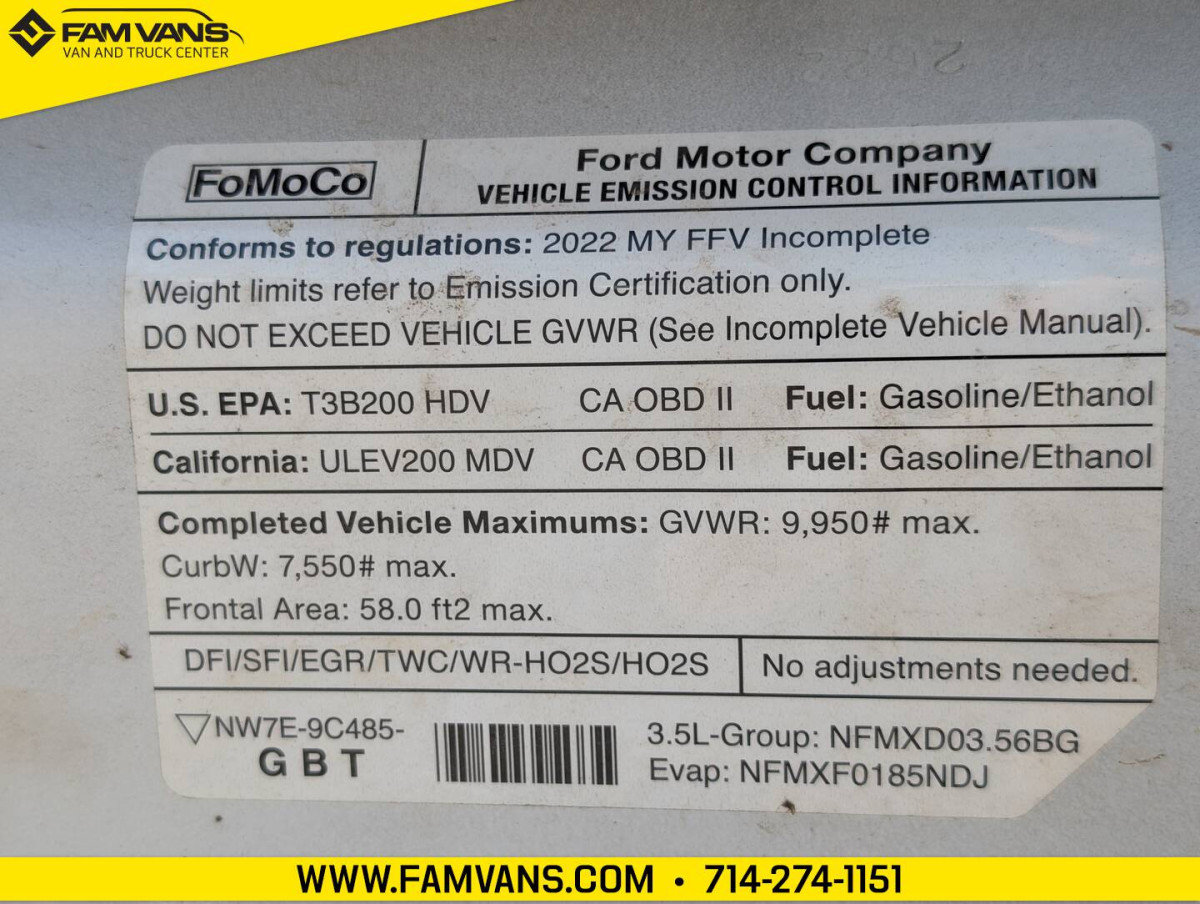 FAM VANS
VAN AND TRUCK CENTER
FoMoCo
Ford Motor Company
VEHICLE EMISSION CONTROL INFORMATION
Conforms to regulations: 2022 MY FFV Incomplete
Weight limits refer to Emission Certification only.
DO NOT EXCEED VEHICLE GVWR (See Incomplete Vehicle Manual).
U.S. EPA: T3B200 HDV CA OBD II Fuel: Gasoline/Ethanol
California: ULEV200 MDV CA OBD II Fuel: Gasoline/Ethanol
Completed Vehicle Maximums: GVWR: 9,950# max.
CurbW: 7,550# max.
Frontal Area: 58.0 ft2 max.
DFI/SFI/EGR/TWC/WR-HO2S/HO2S No adjustments needed.
NW7E-9C485-
G B T
3.5L-Group: NFMXD03.56BG
Evap: NFMXF0185NDJ
WWW.FAMVANS.COM • 714-274-1151